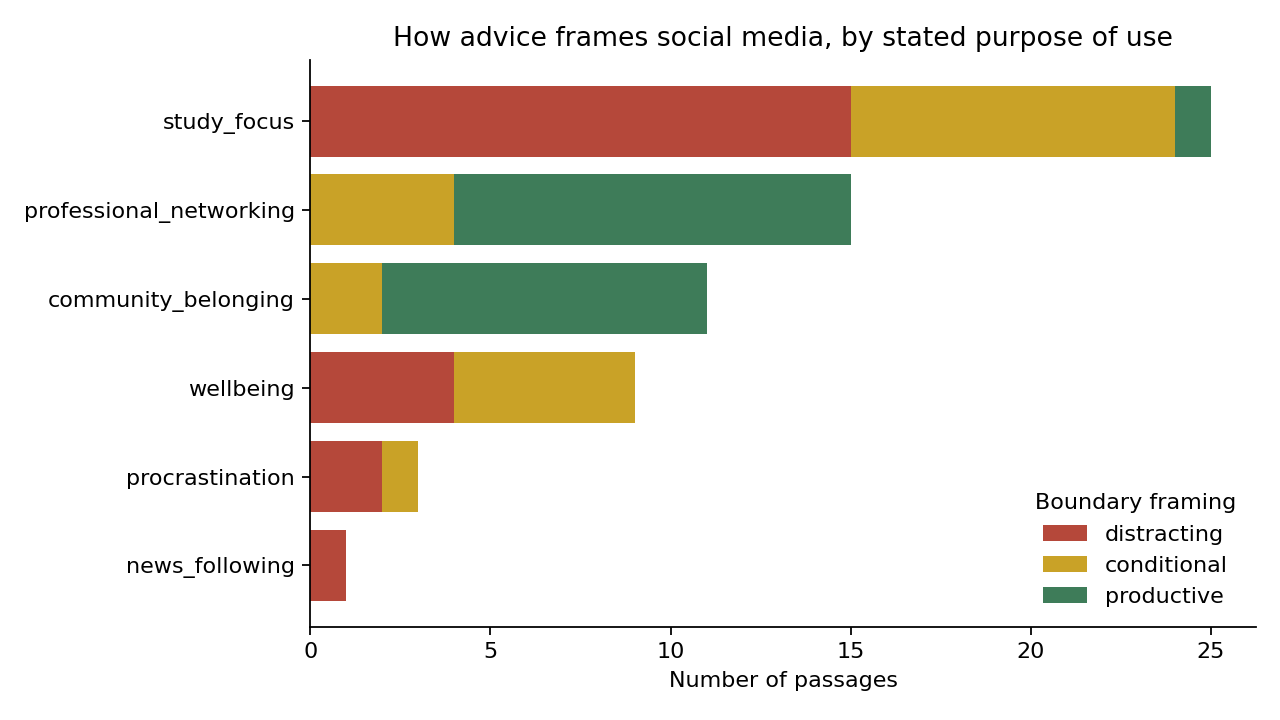 How advice frames social media, by stated purpose of use
study_focus
professional_networking
community_belonging
wellbeing
procrastination
news_following
Boundary framing
distracting
conditional
productive
0 5 10 15 20 25
Number of passages